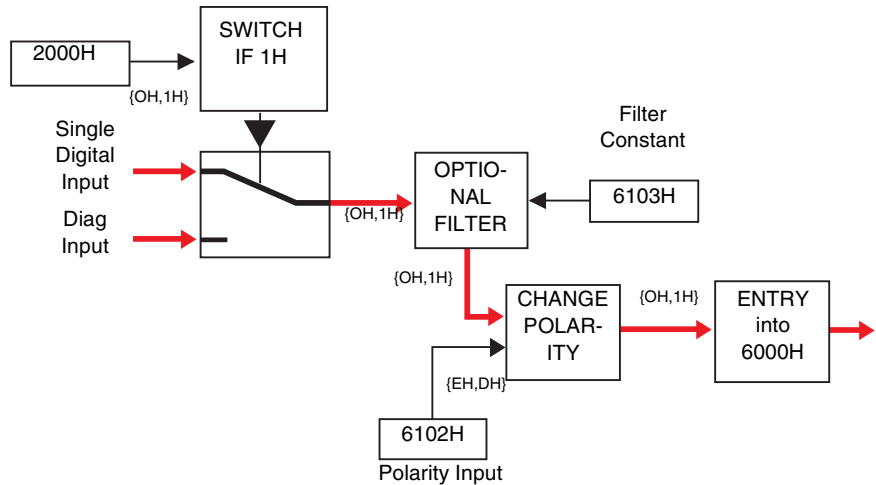 SWITCH
IF 1H
2000H
{OH,1H}
Single
Digital
Input
Diag
Input
{OH,1H}
OPTIO-
NAL
FILTER
Filter
Constant
6103H
{OH,1H}
CHANGE
POLAR-
ITY
{OH,1H}
ENTRY
into
6000H
{EH,DH}
6102H
Polarity Input